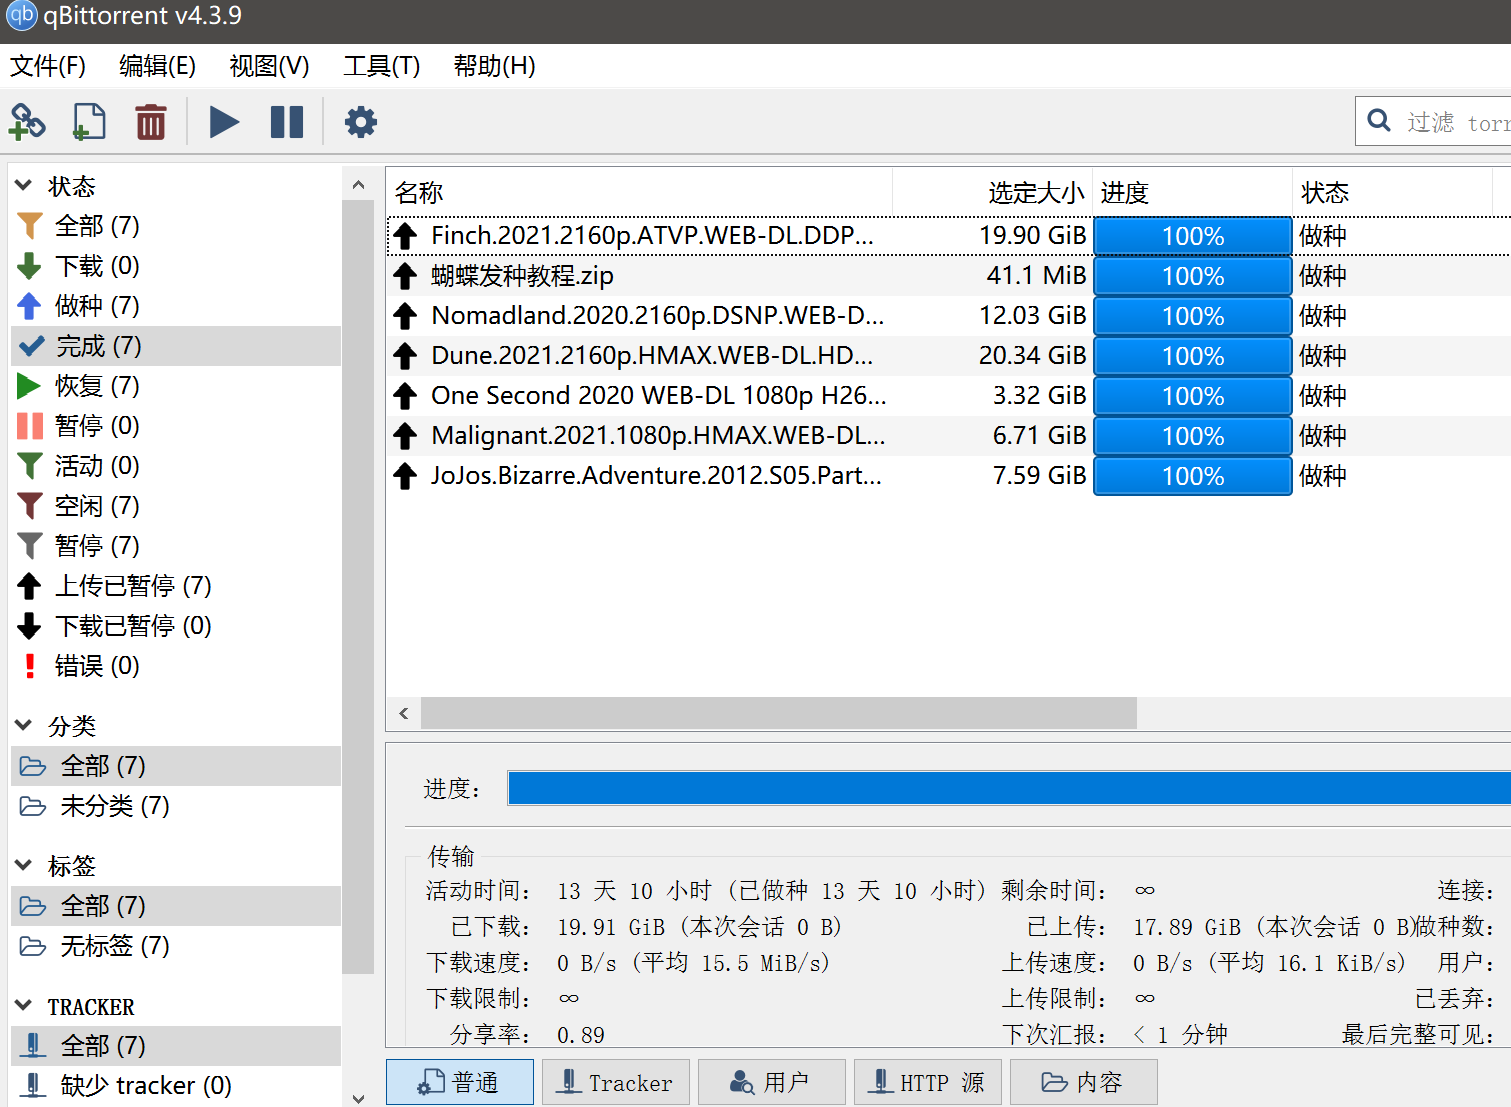 qb qBittorrent v4.3.9
文件(F) 编辑(E) 视图(V) 工具(T) 帮助(H)
过滤 torr
状态
全部 (7)
下载 (0)
做种 (7)
完成 (7)
恢复 (7)
暂停 (0)
活动 (0)
空闲 (7)
暂停 (7)
上传已暂停 (7)
下载已暂停 (0)
错误 (0)
分类
全部 (7)
未分类 (7)
标签
全部 (7)
无标签 (7)
TRACKER
全部 (7)
缺少 tracker (0)
名称 选定大小 进度 状态
Finch.2021.2160p.ATVP.WEB-DL.DDP... 19.90 GiB 100% 做种
蝴蝶发种教程.zip 41.1 MiB 100% 做种
Nomadland.2020.2160p.DSNP.WEB-D... 12.03 GiB 100% 做种
Dune.2021.2160p.HMAX.WEB-DL.HD... 20.34 GiB 100% 做种
One Second 2020 WEB-DL 1080p H26... 3.32 GiB 100% 做种
Malignant.2021.1080p.HMAX.WEB-DL... 6.71 GiB 100% 做种
JoJos.Bizarre.Adventure.2012.S05.Part... 7.59 GiB 100% 做种
进度:
传输
活动时间: 13 天 10 小时 (已做种 13 天 10 小时) 剩余时间: ∞ 连接:
已下载: 19.91 GiB (本次会话 0 B) 已上传: 17.89 GiB (本次会话 0 B) 做种数:
下载速度: 0 B/s (平均 15.5 MiB/s) 上传速度: 0 B/s (平均 16.1 KiB/s) 用户:
下载限制: ∞ 上传限制: ∞ 已丢弃:
分享率: 0.89 下次汇报: < 1 分钟 最后完整可见:
普通 Tracker 用户 HTTP 源 内容